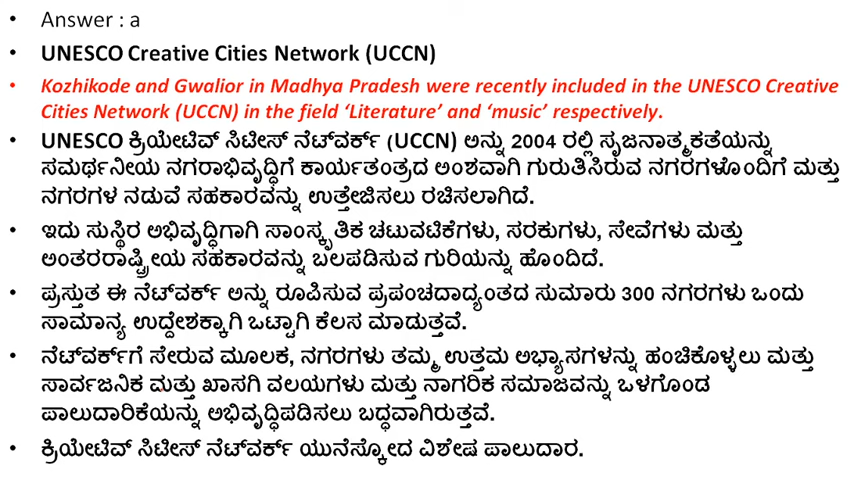 • Answer : a
• UNESCO Creative Cities Network (UCCN)
• Kozhikode and Gwalior in Madhya Pradesh were recently included in the UNESCO Creative
Cities Network (UCCN) in the field ‘Literature’ and ‘music’ respectively.
• UNESCO ಕ್ರಿಯೇಟಿವ್ ಸಿಟೀಸ್ ನೆಟ್‌ವರ್ಕ್ (UCCN) ಅನ್ನು 2004 ರಲ್ಲಿ ಸೃಜನಾತ್ಮಕತೆಯನ್ನು
ಸಮರ್ಥನೀಯ ನಗರಾಭಿವೃದ್ಧಿಗೆ ಕಾರ್ಯತಂತ್ರದ ಅಂಶವಾಗಿ ಗುರುತಿಸಿರುವ ನಗರಗಳೊಂದಿಗೆ ಮತ್ತು
ನಗರಗಳ ನಡುವೆ ಸಹಕಾರವನ್ನು ಉತ್ತೇಜಿಸಲು ರಚಿಸಲಾಗಿದೆ.
• ಇದು ಸುಸ್ಥಿರ ಅಭಿವೃದ್ಧಿಗಾಗಿ ಸಾಂಸ್ಕೃತಿಕ ಚಟುವಟಿಕೆಗಳು, ಸರಕುಗಳು, ಸೇವೆಗಳು ಮತ್ತು
ಅಂತರರಾಷ್ಟ್ರೀಯ ಸಹಕಾರವನ್ನು ಬಲಪಡಿಸುವ ಗುರಿಯನ್ನು ಹೊಂದಿದೆ.
• ಪ್ರಸ್ತುತ ಈ ನೆಟ್‌ವರ್ಕ್ ಅನ್ನು ರೂಪಿಸುವ ಪ್ರಪಂಚದಾದ್ಯಂತದ ಸುಮಾರು 300 ನಗರಗಳು ಒಂದು
ಸಾಮಾನ್ಯ ಉದ್ದೇಶಕ್ಕಾಗಿ ಒಟ್ಟಾಗಿ ಕೆಲಸ ಮಾಡುತ್ತವೆ.
• ನೆಟ್‌ವರ್ಕ್‌ಗೆ ಸೇರುವ ಮೂಲಕ, ನಗರಗಳು ತಮ್ಮ ಉತ್ತಮ ಅಭ್ಯಾಸಗಳನ್ನು ಹಂಚಿಕೊಳ್ಳಲು ಮತ್ತು
ಸಾರ್ವಜನಿಕ ಮತ್ತು ಖಾಸಗಿ ವಲಯಗಳು ಮತ್ತು ನಾಗರಿಕ ಸಮಾಜವನ್ನು ಒಳಗೊಂಡ
ಪಾಲುದಾರಿಕೆಯನ್ನು ಅಭಿವೃದ್ಧಿಪಡಿಸಲು ಬದ್ಧವಾಗಿರುತ್ತವೆ.
• ಕ್ರಿಯೇಟಿವ್ ಸಿಟೀಸ್ ನೆಟ್‌ವರ್ಕ್ ಯುನೆಸ್ಕೋದ ವಿಶೇಷ ಪಾಲುದಾರ.